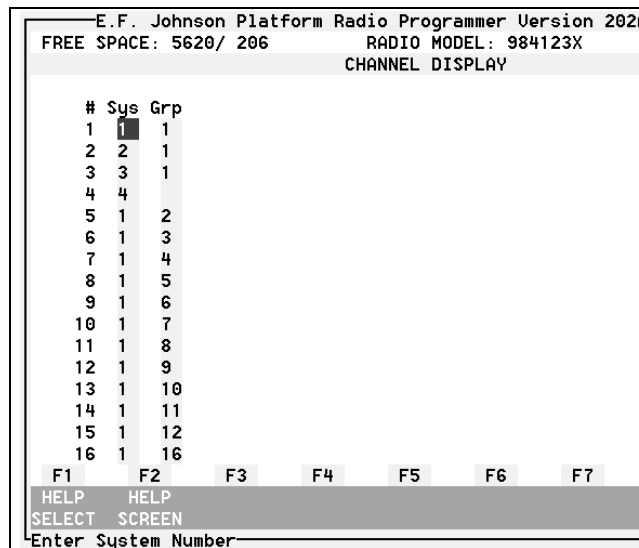 E.F. Johnson Platform Radio Programmer Version 202
FREE SPACE: 5620/ 206 RADIO MODEL: 984123X
CHANNEL DISPLAY
# Sys Grp
1 1 1
2 2 1
3 3 1
4 4
5 1 2
6 1 3
7 1 4
8 1 5
9 1 6
10 1 7
11 1 8
12 1 9
13 1 10
14 1 11
15 1 12
16 1 16
F1 F2 F3 F4 F5 F6 F7
HELP HELP
SELECT SCREEN
Enter System Number